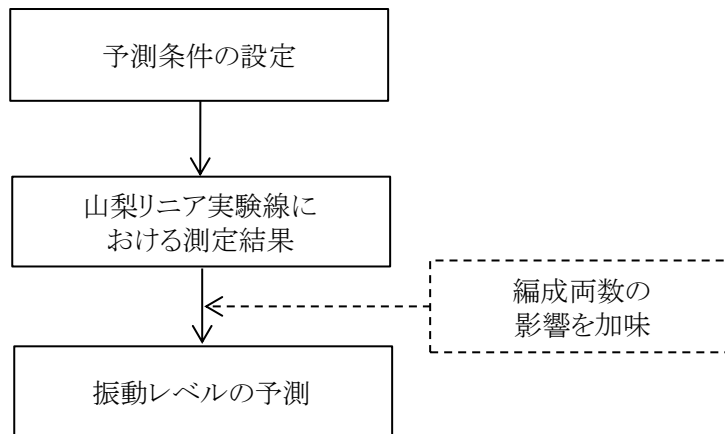 予測条件の設定
山梨リニア実験線に
おける測定結果
編成両数の
影響を加味
振動レベルの予測